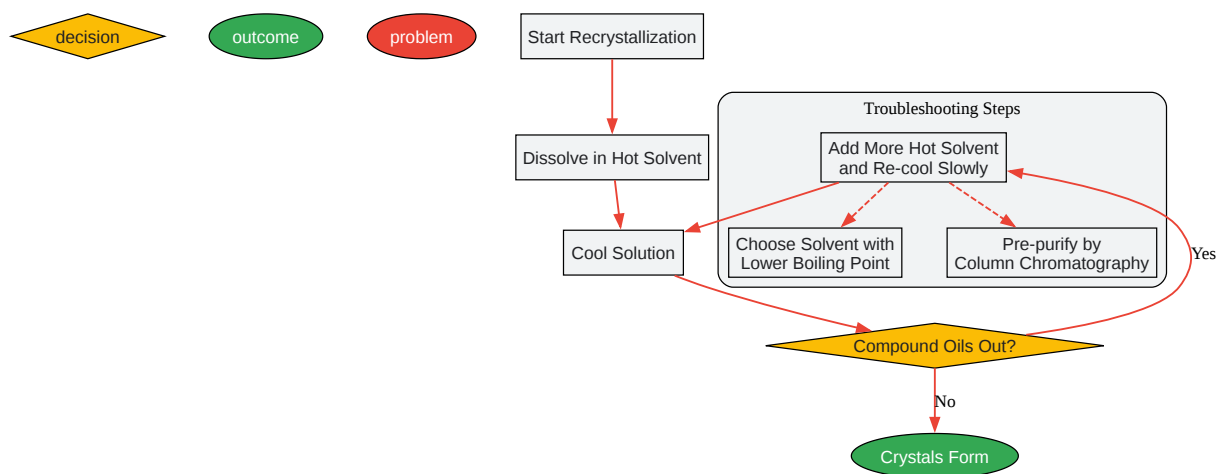 decision
outcome
problem
Start Recrystallization
Troubleshooting Steps
Dissolve in Hot Solvent
Add More Hot Solvent
and Re-cool Slowly
Cool Solution
Choose Solvent with
Lower Boiling Point
Pre-purify by
Column Chromatography
Yes
Compound Oils Out?
No
Crystals Form